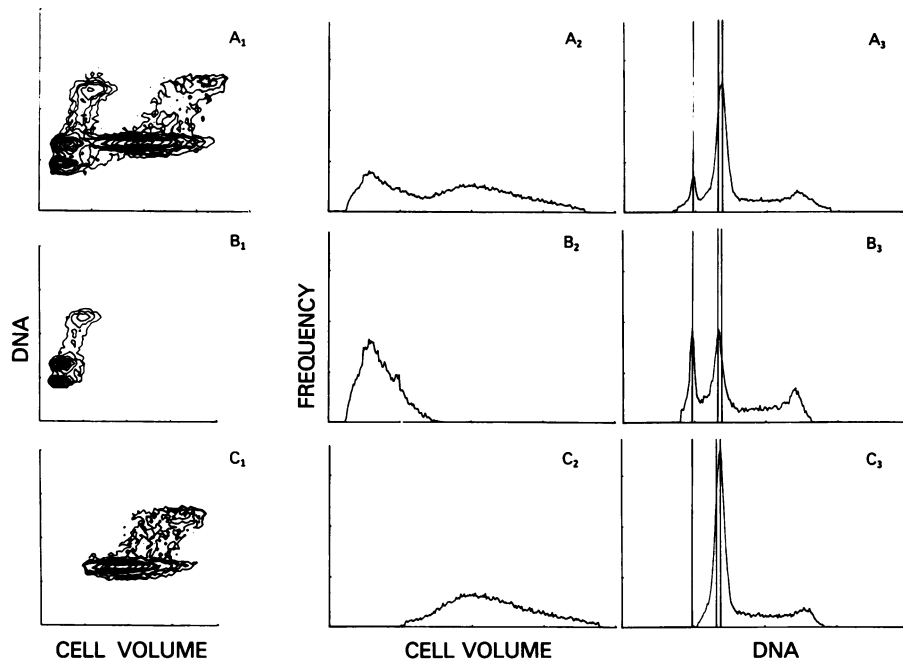 A1
A2
A3
B1
B2
B3
C1
C2
C3
DNA
FREQUENCY
CELL VOLUME
CELL VOLUME
DNA